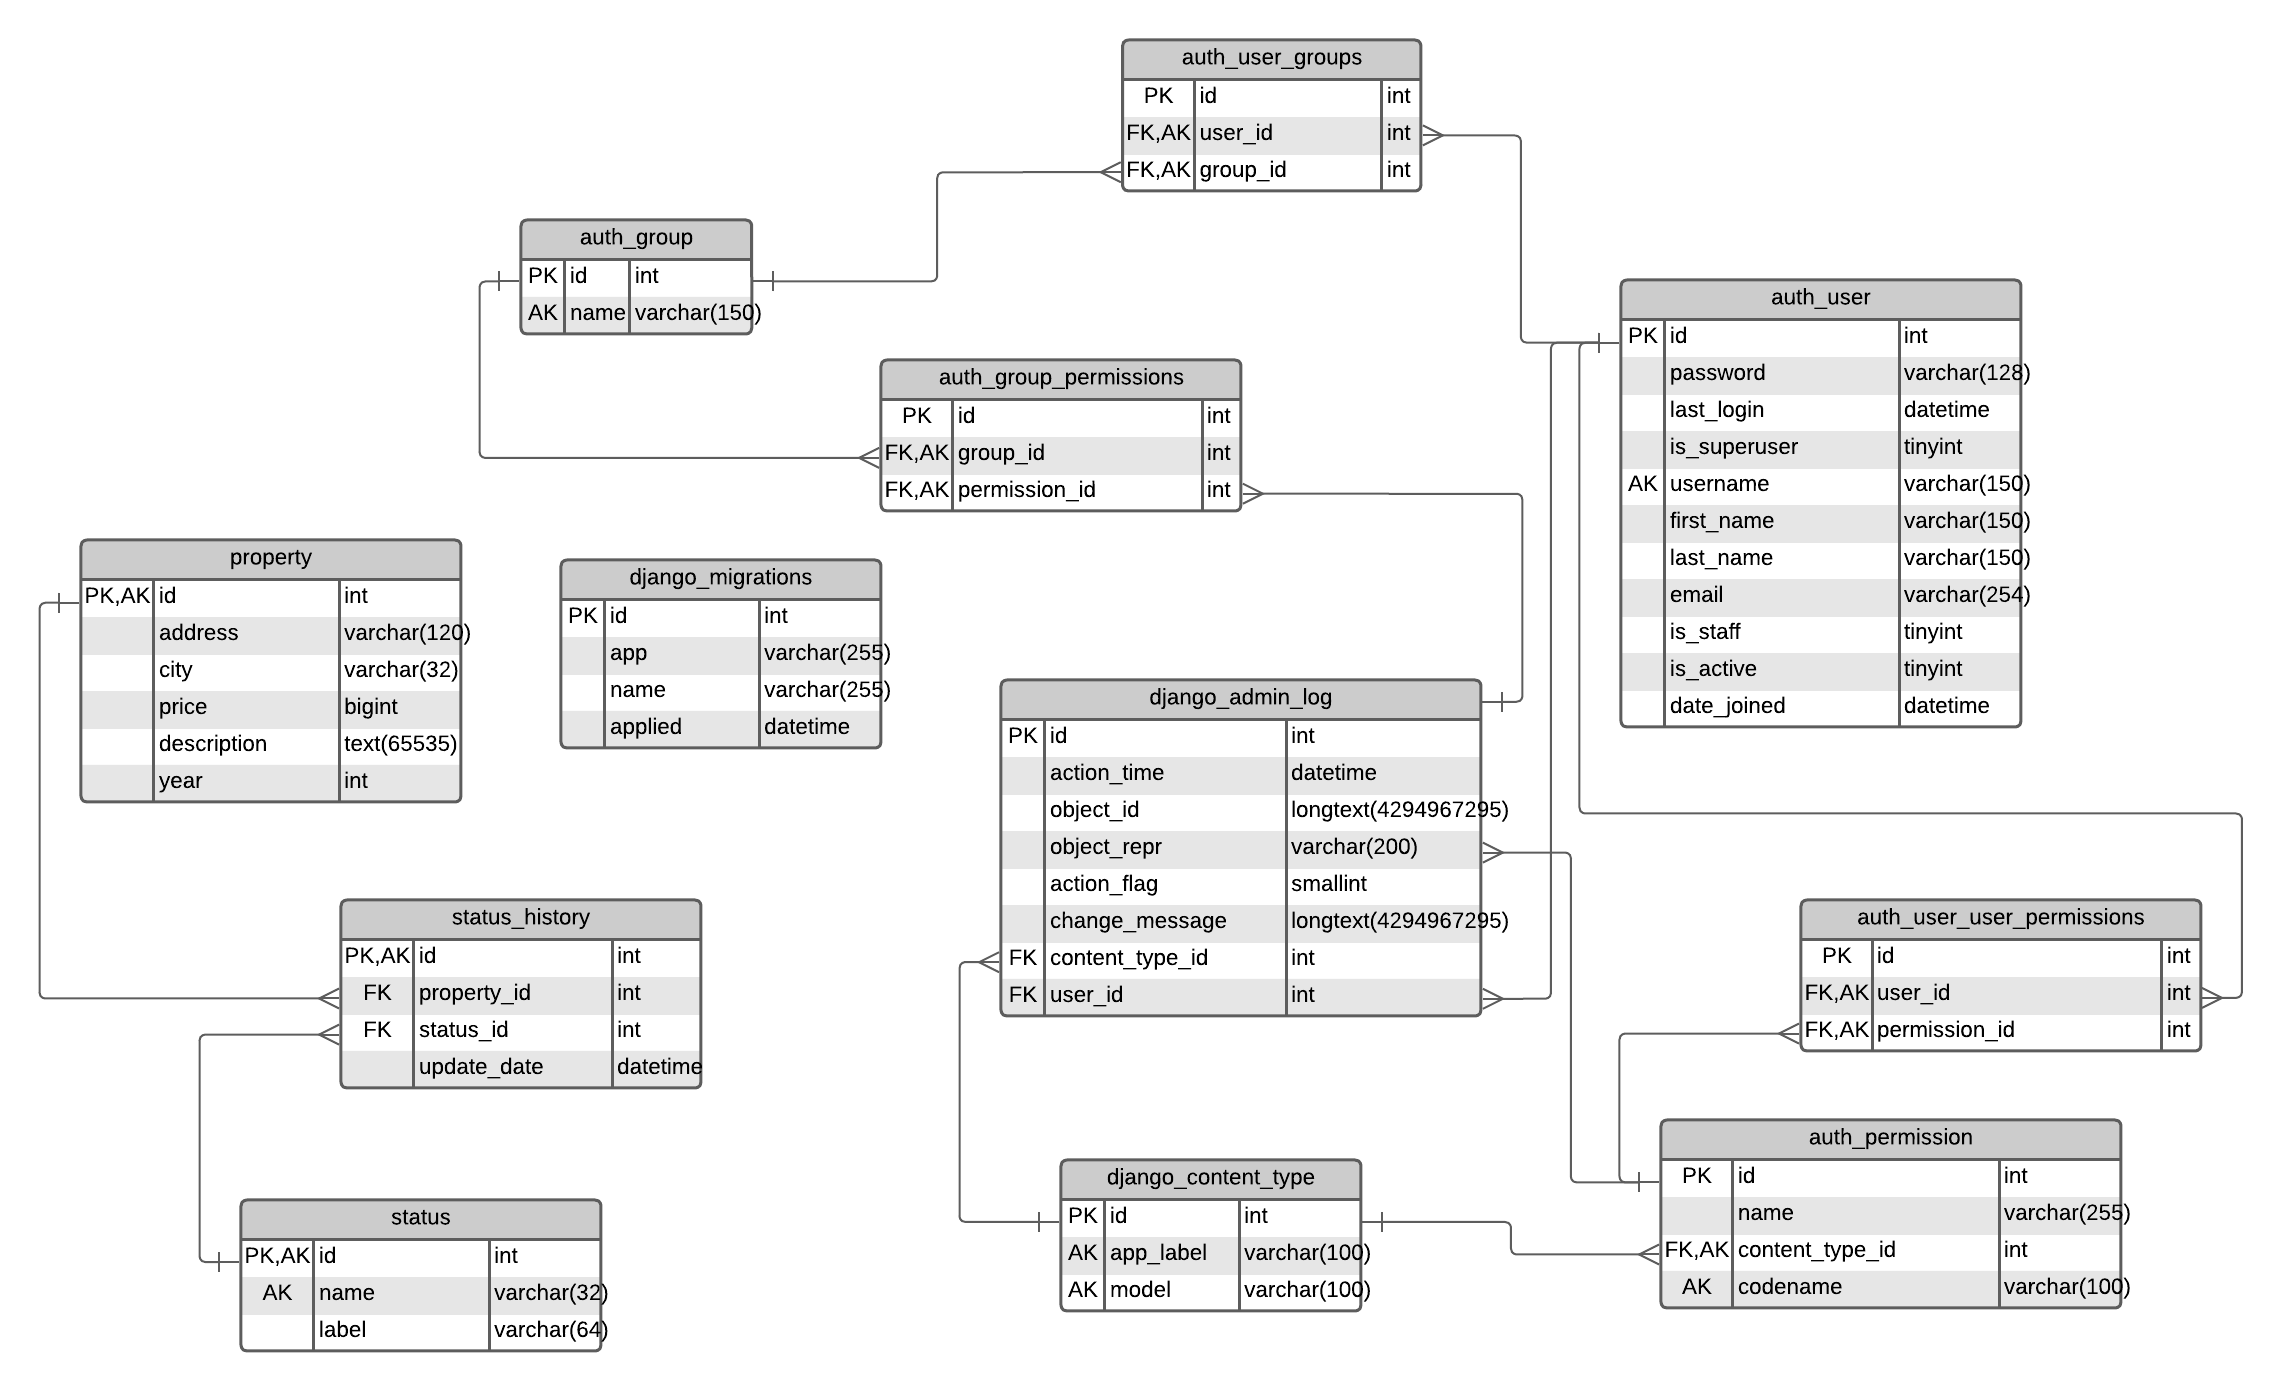 auth_user_groups
PK id int
FK,AK user_id int
FK,AK group_id int
auth_group
PK id int
AK name varchar(150)
auth_user
PK id int
password varchar(128)
last_login datetime
is_superuser tinyint
AK username varchar(150)
first_name varchar(150)
last_name varchar(150)
email varchar(254)
is_staff tinyint
is_active tinyint
date_joined datetime
auth_group_permissions
PK id int
FK,AK group_id int
FK,AK permission_id int
property
PK,AK id int
address varchar(120)
city varchar(32)
price bigint
description text(65535)
year int
django_migrations
PK id int
app varchar(255)
name varchar(255)
applied datetime
django_admin_log
PK id int
action_time datetime
object_id longtext(4294967295)
object_repr varchar(200)
action_flag smallint
change_message longtext(4294967295)
FK content_type_id int
FK user_id int
status_history
PK,AK id int
FK property_id int
FK status_id int
update_date datetime
auth_user_user_permissions
PK id int
FK,AK user_id int
FK,AK permission_id int
auth_permission
PK id int
name varchar(255)
FK,AK content_type_id int
AK codename varchar(100)
django_content_type
PK id int
AK app_label varchar(100)
AK model varchar(100)
status
PK,AK id int
AK name varchar(32)
label varchar(64)